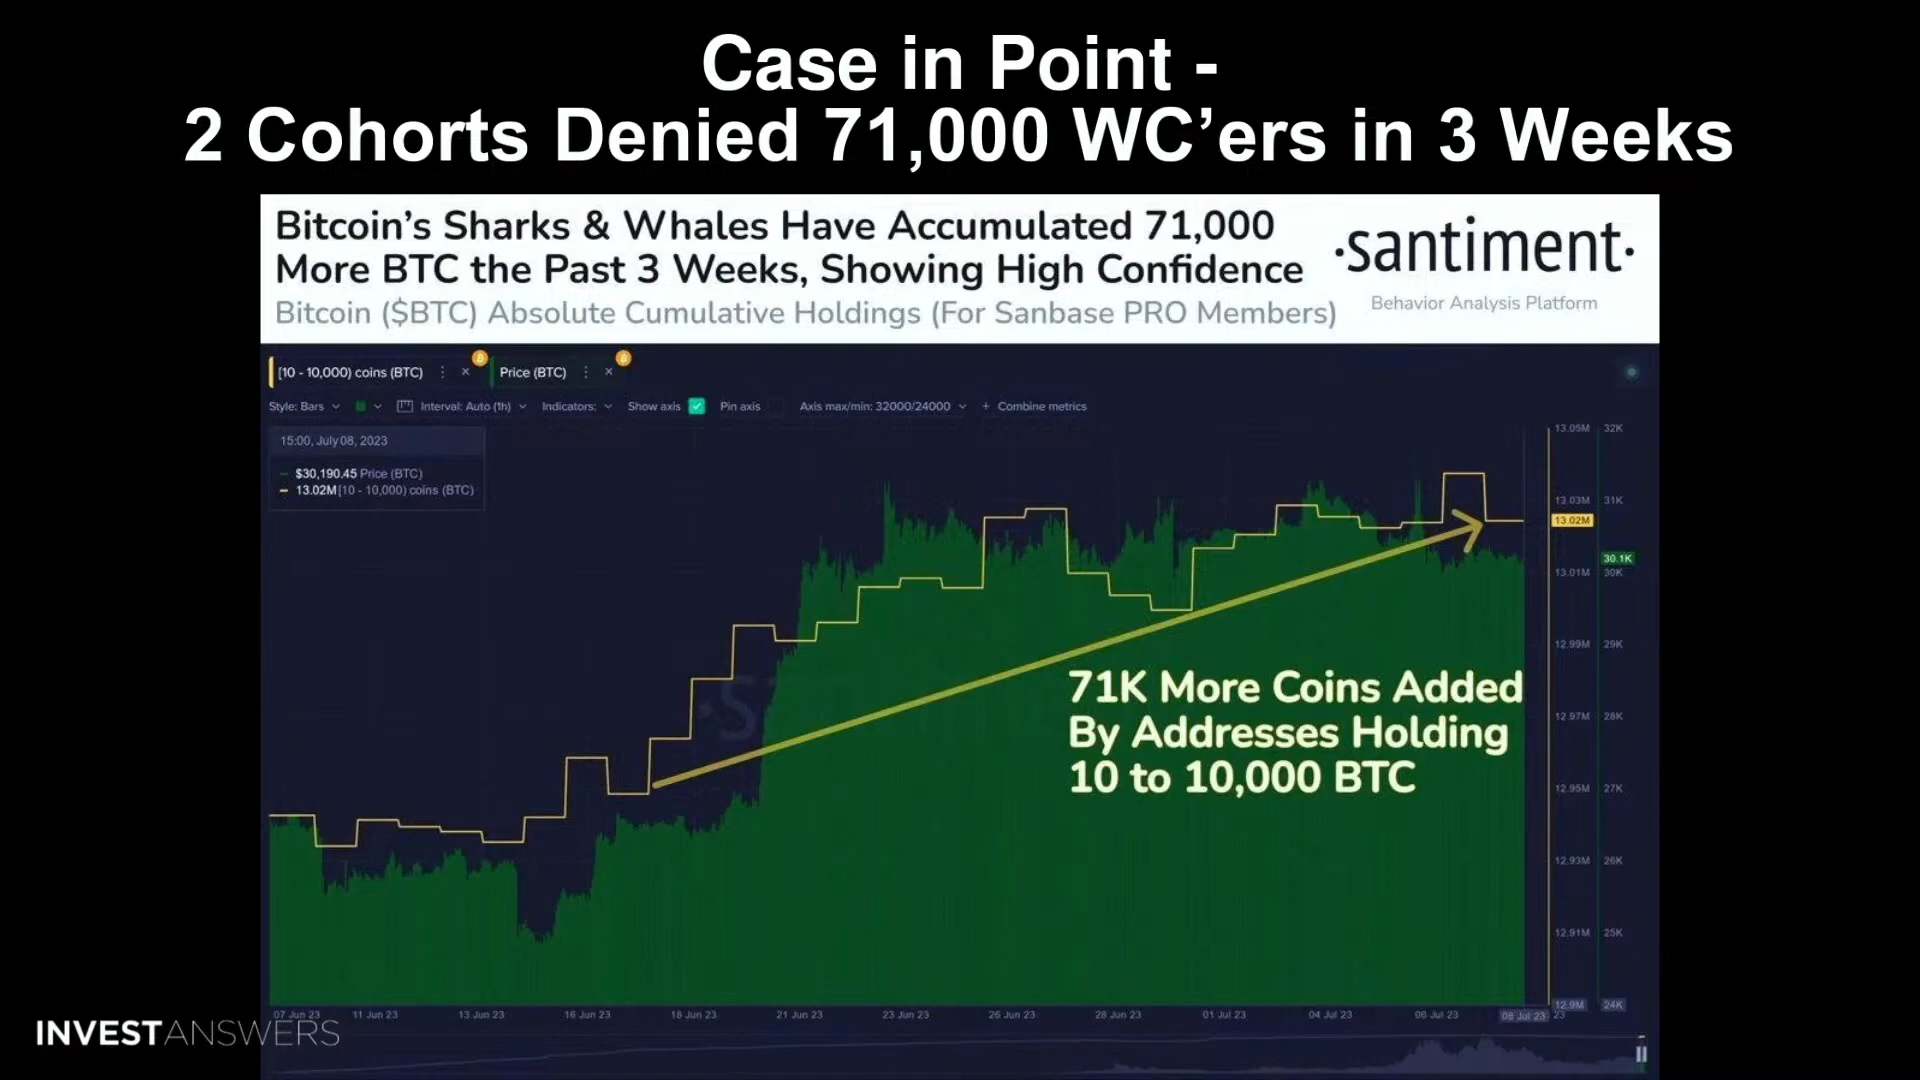 Case in Point -
2 Cohorts Denied 71,000 WC’ers in 3 Weeks
Bitcoin’s Sharks & Whales Have Accumulated 71,000
More BTC the Past 3 Weeks, Showing High Confidence
Bitcoin ($BTC) Absolute Cumulative Holdings (For Sanbase PRO Members)
·santiment·
Behavior Analysis Platform
[10 - 10,000) coins (BTC)
Price (BTC)
Style: Bars
Interval: Auto (1h)
Indicators:
Show axis
Pin axis
Axis max/min: 32000/24000
+ Combine metrics
15:00, July 08, 2023
$30,190.45 Price (BTC)
13.02M [10 - 10,000) coins (BTC)
13.05M 32K
13.03M 31K
13.02M
30.1K
13.01M 30K
12.99M 29K
12.97M 28K
12.95M 27K
12.93M 26K
12.91M 25K
12.9M 24K
71K More Coins Added
By Addresses Holding
10 to 10,000 BTC
07 Jun 23 11 Jun 23 13 Jun 23 16 Jun 23 18 Jun 23 21 Jun 23 23 Jun 23 26 Jun 23 28 Jun 23 01 Jul 23 04 Jul 23 06 Jul 23 08 Jul 23 23
INVESTANSWERS